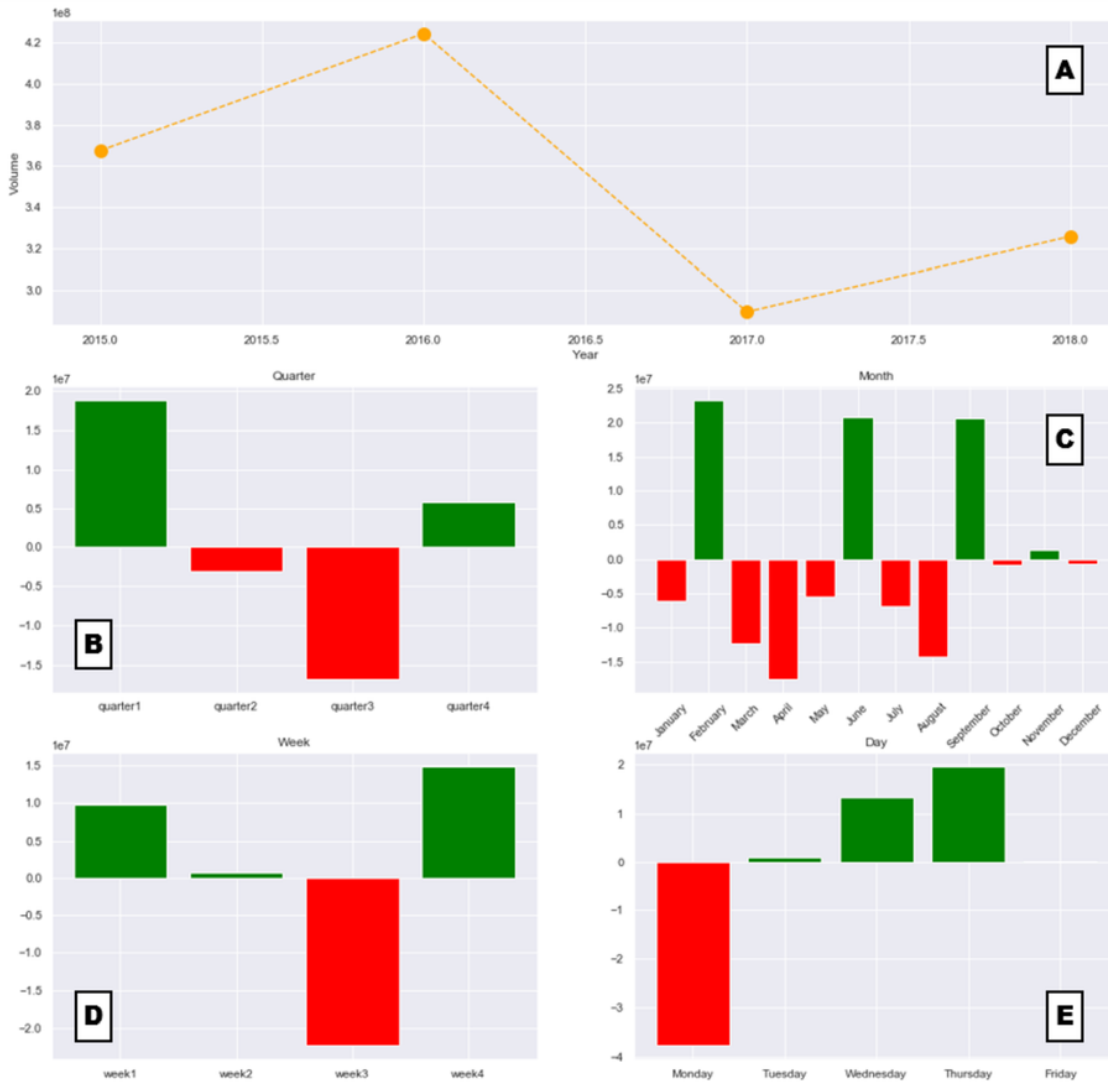 1e8
4.2
4.0
3.8
3.6
3.4
3.2
3.0
Volume
A
2015.0 2015.5 2016.0 2016.5 2017.0 2017.5 2018.0
Year
Quarter
1e7
2.0
1.5
1.0
0.5
0.0
−0.5
−1.0
−1.5
B
quarter1 quarter2 quarter3 quarter4
Month
1e7
2.5
2.0
1.5
1.0
0.5
0.0
−0.5
−1.0
−1.5
C
January February March April May June July August September October November December
Week
1e7
1.5
1.0
0.5
0.0
−0.5
−1.0
−1.5
−2.0
D
week1 week2 week3 week4
Day
1e7
2
1
0
−1
−2
−3
−4
E
Monday Tuesday Wednesday Thursday Friday